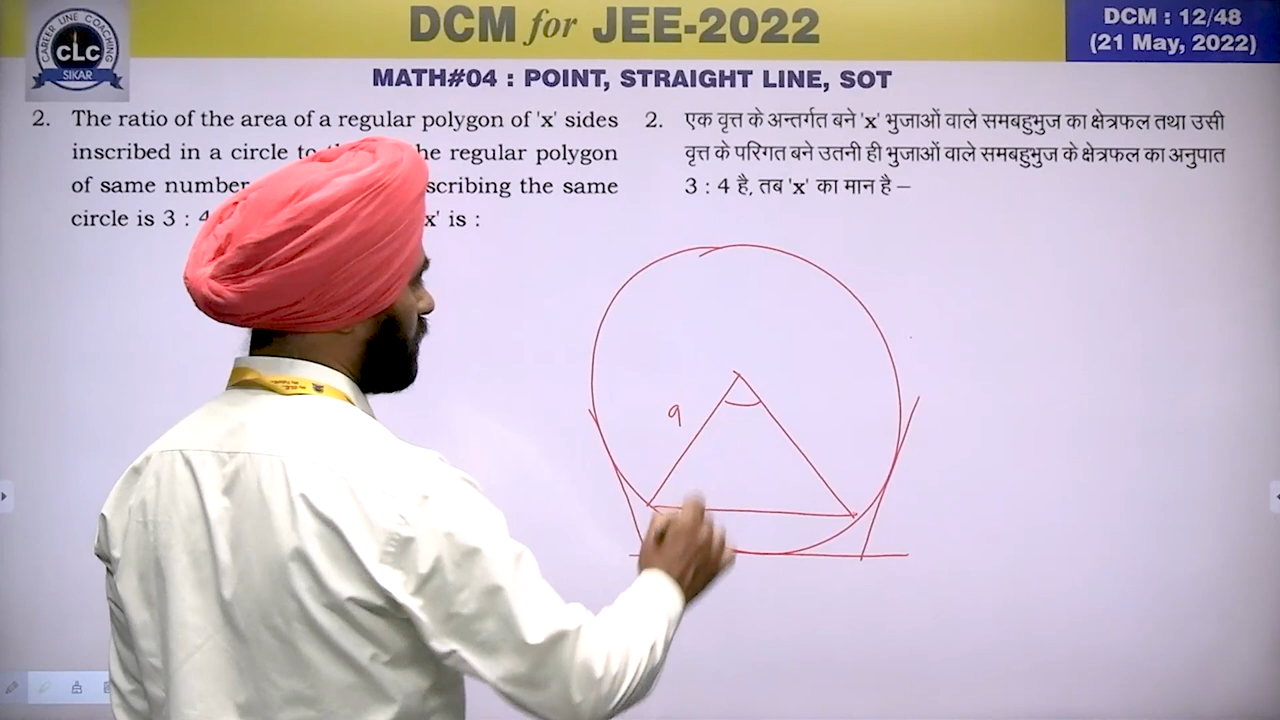 DCM for JEE-2022
DCM : 12/48
(21 May, 2022)
CAREER LINE COACHING
CLC
SIKAR
MATH#04 : POINT, STRAIGHT LINE, SOT
2. The ratio of the area of a regular polygon of 'x' sides
inscribed in a circle to he regular polygon
of same number scribing the same
circle is 3 : 4 x' is :
2. एक वृत्त के अन्तर्गत बने 'x' भुजाओं वाले समबहुभुज का क्षेत्रफल तथा उसी
वृत्त के परिगत बने उतनी ही भुजाओं वाले समबहुभुज के क्षेत्रफल का अनुपात
3 : 4 है, तब 'x' का मान है –